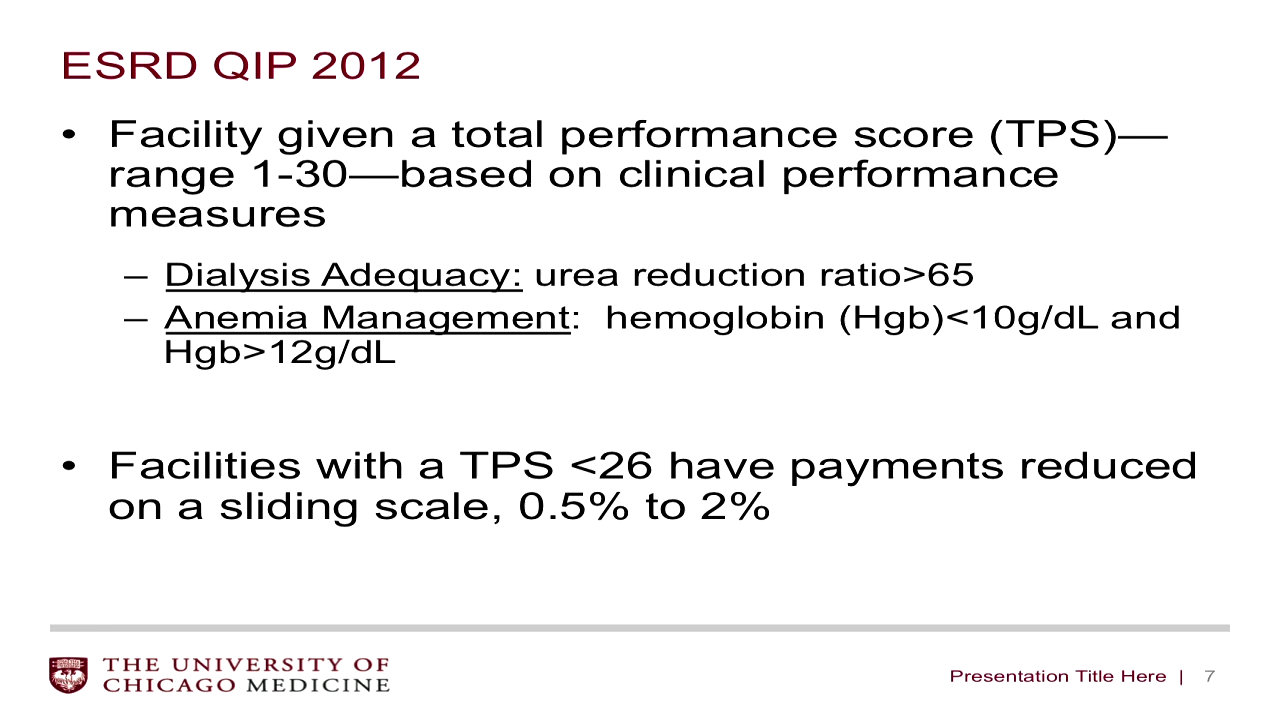 ESRD QIP 2012
• Facility given a total performance score (TPS)—
range 1-30—based on clinical performance
measures
– Dialysis Adequacy: urea reduction ratio>65
– Anemia Management:  hemoglobin (Hgb)<10g/dL and
Hgb>12g/dL
• Facilities with a TPS <26 have payments reduced
on a sliding scale, 0.5% to 2%
THE UNIVERSITY OF
CHICAGO MEDICINE
Presentation Title Here | 7